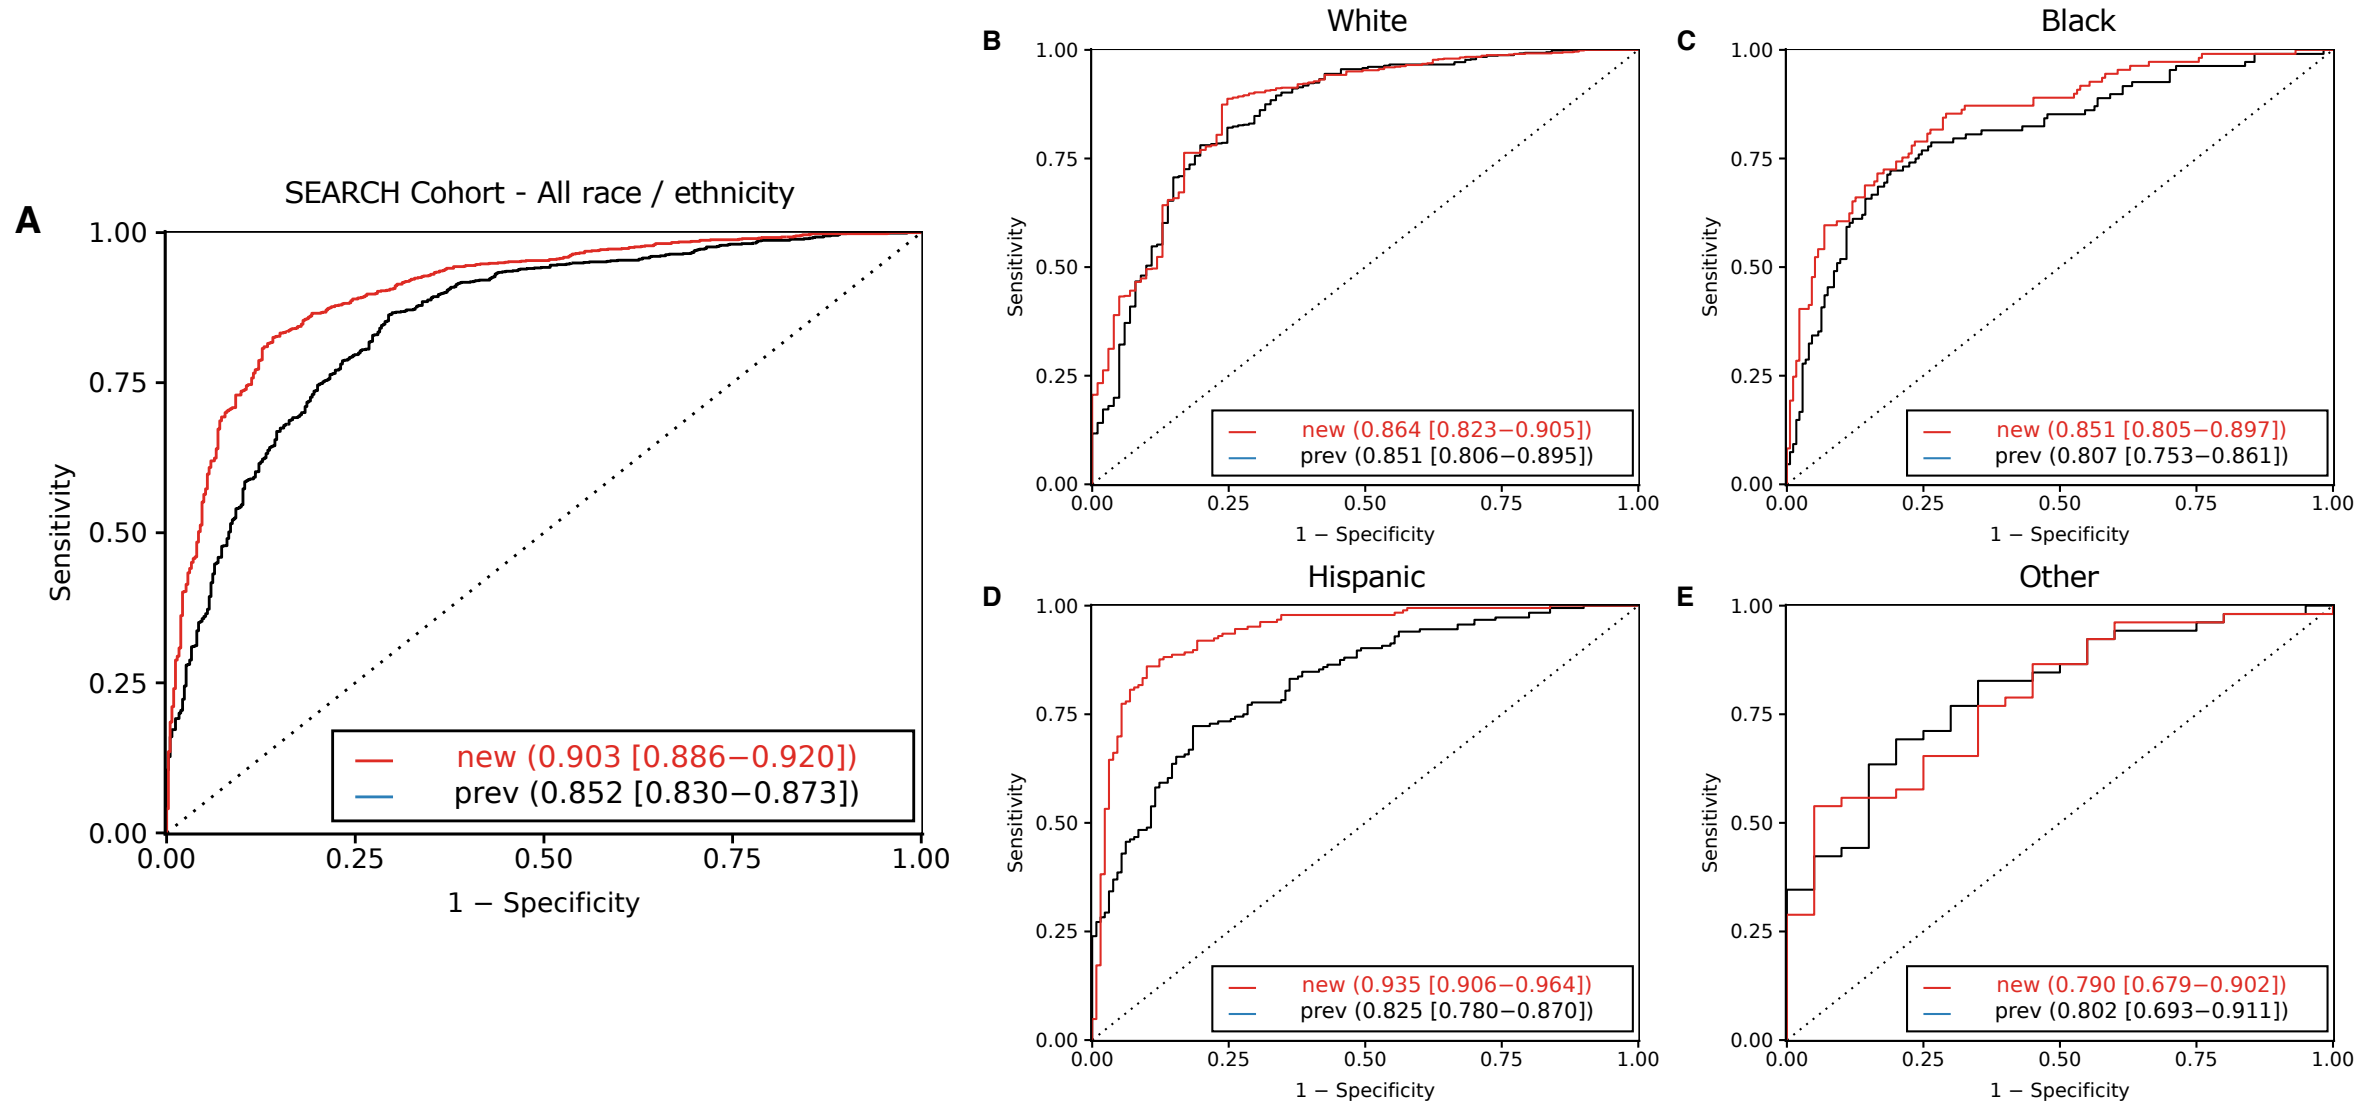 A
SEARCH Cohort - All race / ethnicity
1.00
0.75
0.50
0.25
0.00
Sensitivity
0.00 0.25 0.50 0.75 1.00
1 − Specificity
new (0.903 [0.886−0.920])
prev (0.852 [0.830−0.873])
B
White
1.00
0.75
0.50
0.25
0.00
Sensitivity
0.00 0.25 0.50 0.75 1.00
1 − Specificity
new (0.864 [0.823−0.905])
prev (0.851 [0.806−0.895])
C
Black
1.00
0.75
0.50
0.25
0.00
Sensitivity
0.00 0.25 0.50 0.75 1.00
1 − Specificity
new (0.851 [0.805−0.897])
prev (0.807 [0.753−0.861])
D
Hispanic
1.00
0.75
0.50
0.25
0.00
Sensitivity
0.00 0.25 0.50 0.75 1.00
1 − Specificity
new (0.935 [0.906−0.964])
prev (0.825 [0.780−0.870])
E
Other
1.00
0.75
0.50
0.25
0.00
Sensitivity
0.00 0.25 0.50 0.75 1.00
1 − Specificity
new (0.790 [0.679−0.902])
prev (0.802 [0.693−0.911])